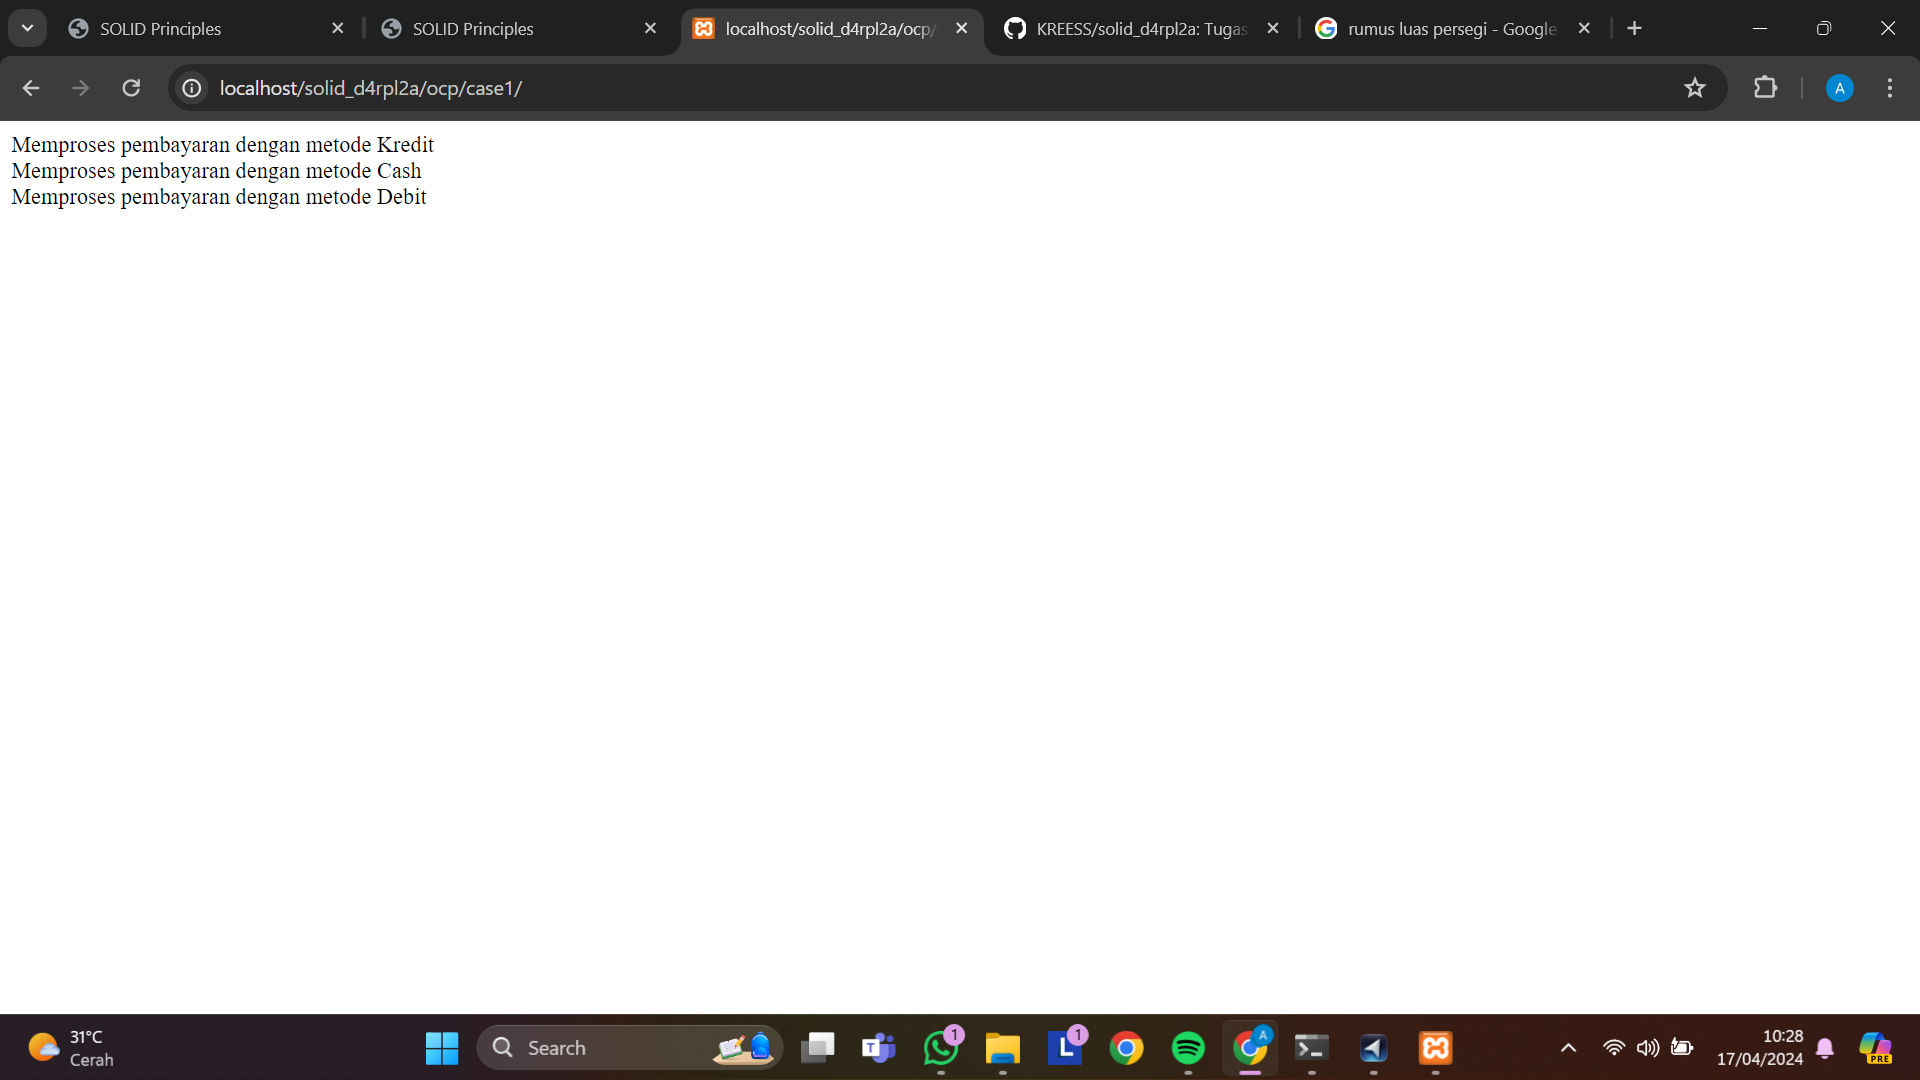 SOLID Principles
SOLID Principles
localhost/solid_d4rpl2a/ocp/
KREESS/solid_d4rpl2a: Tugas
rumus luas persegi - Google
localhost/solid_d4rpl2a/ocp/case1/
A
Memproses pembayaran dengan metode Kredit
Memproses pembayaran dengan metode Cash
Memproses pembayaran dengan metode Debit
31°C
Cerah
Search
T
1
L
1
A
10:28
17/04/2024
PRE